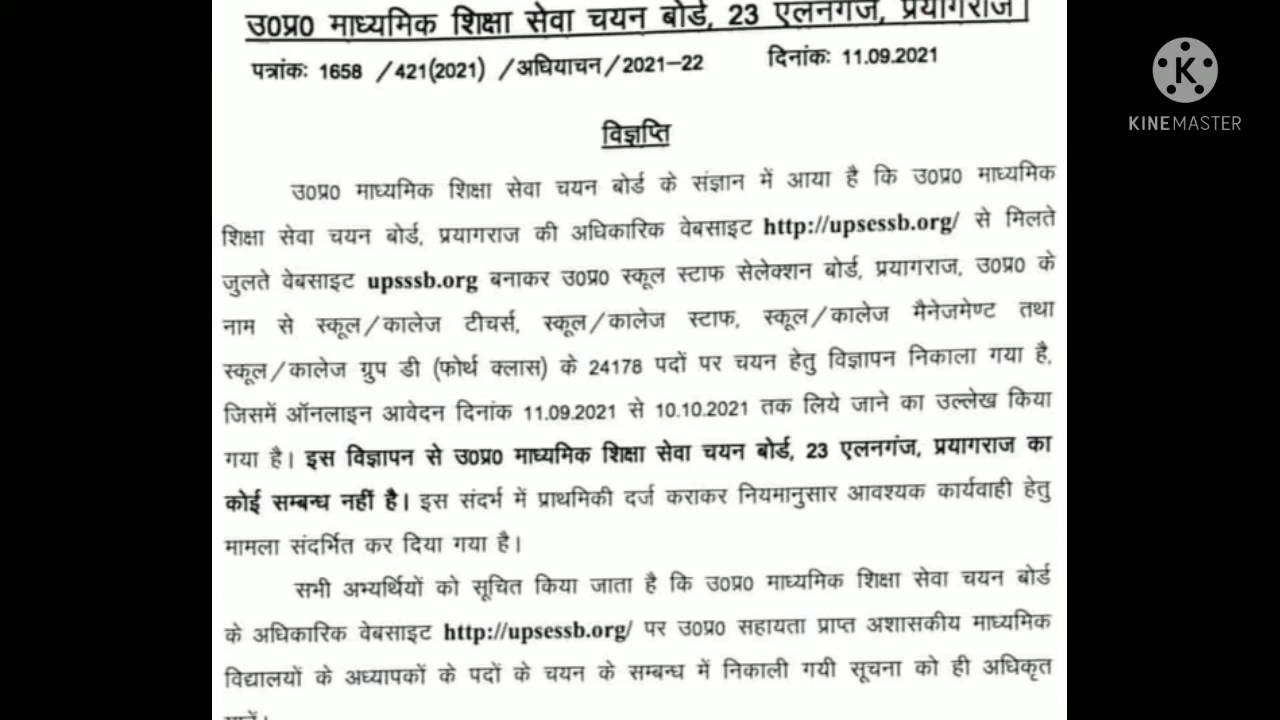 उ0प्र0 माध्यमिक शिक्षा सेवा चयन बोर्ड, 23 एलनगंज, प्रयागराज।
पत्रांकः 1658 /421(2021) /अधियाचन/2021-22 दिनांकः 11.09.2021
विज्ञप्ति
उ0प्र0 माध्यमिक शिक्षा सेवा चयन बोर्ड के संज्ञान में आया है कि उ0प्र0 माध्यमिक
शिक्षा सेवा चयन बोर्ड, प्रयागराज की अधिकारिक वेबसाइट http://upsessb.org/ से मिलते
जुलते वेबसाइट upsssb.org बनाकर उ0प्र0 स्कूल स्टाफ सेलेक्शन बोर्ड, प्रयागराज, उ0प्र0 के
नाम से स्कूल/कालेज टीचर्स, स्कूल/कालेज स्टाफ, स्कूल/कालेज मैनेजमेण्ट तथा
स्कूल/कालेज ग्रुप डी (फोर्थ क्लास) के 24178 पदों पर चयन हेतु विज्ञापन निकाला गया है,
जिसमें ऑनलाइन आवेदन दिनांक 11.09.2021 से 10.10.2021 तक लिये जाने का उल्लेख किया
गया है। इस विज्ञापन से उ0प्र0 माध्यमिक शिक्षा सेवा चयन बोर्ड, 23 एलनगंज, प्रयागराज का
कोई सम्बन्ध नहीं है। इस संदर्भ में प्राथमिकी दर्ज कराकर नियमानुसार आवश्यक कार्यवाही हेतु
मामला संदर्भित कर दिया गया है।
सभी अभ्यर्थियों को सूचित किया जाता है कि उ0प्र0 माध्यमिक शिक्षा सेवा चयन बोर्ड
के अधिकारिक वेबसाइट http://upsessb.org/ पर उ0प्र0 सहायता प्राप्त अशासकीय माध्यमिक
विद्यालयों के अध्यापकों के पदों के चयन के सम्बन्ध में निकाली गयी सूचना को ही अधिकृत
K
KINEMASTER